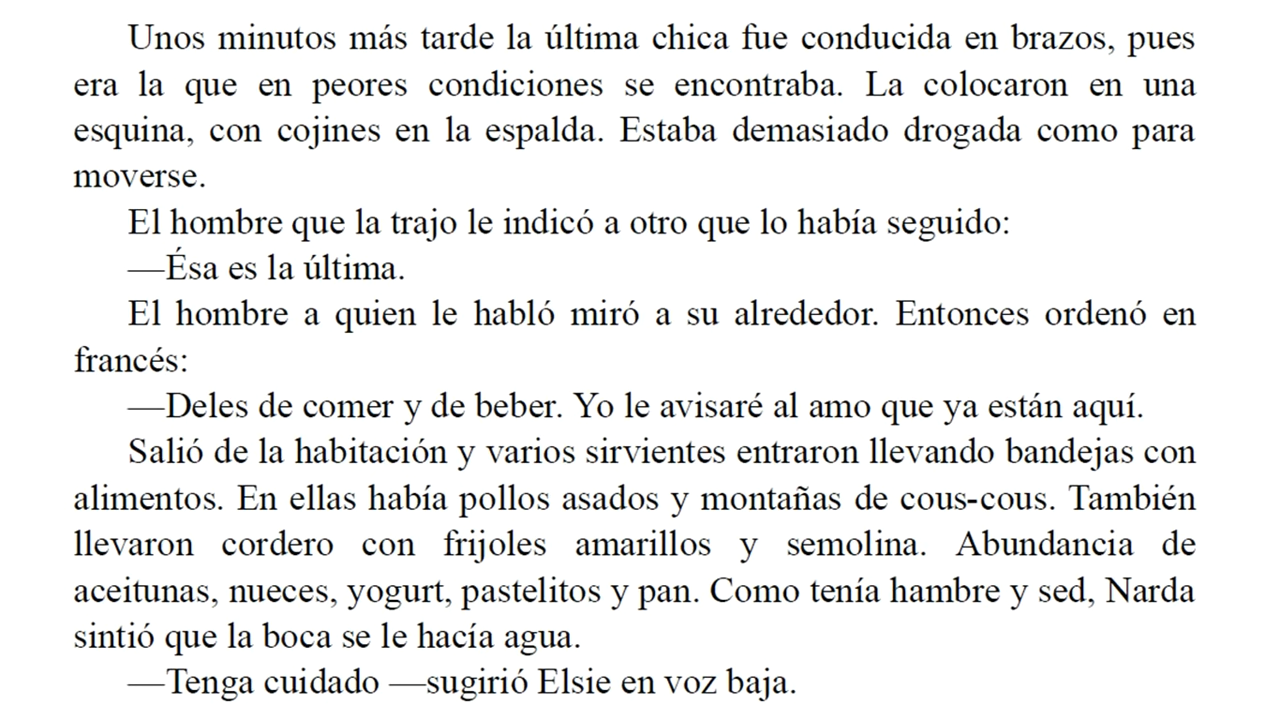 Unos minutos más tarde la última chica fue conducida en brazos, pues
era la que en peores condiciones se encontraba. La colocaron en una
esquina, con cojines en la espalda. Estaba demasiado drogada como para
moverse.
El hombre que la trajo le indicó a otro que lo había seguido:
—Ésa es la última.
El hombre a quien le habló miró a su alrededor. Entonces ordenó en
francés:
—Deles de comer y de beber. Yo le avisaré al amo que ya están aquí.
Salió de la habitación y varios sirvientes entraron llevando bandejas con
alimentos. En ellas había pollos asados y montañas de cous-cous. También
llevaron cordero con frijoles amarillos y semolina. Abundancia de
aceitunas, nueces, yogurt, pastelitos y pan. Como tenía hambre y sed, Narda
sintió que la boca se le hacía agua.
—Tenga cuidado —sugirió Elsie en voz baja.